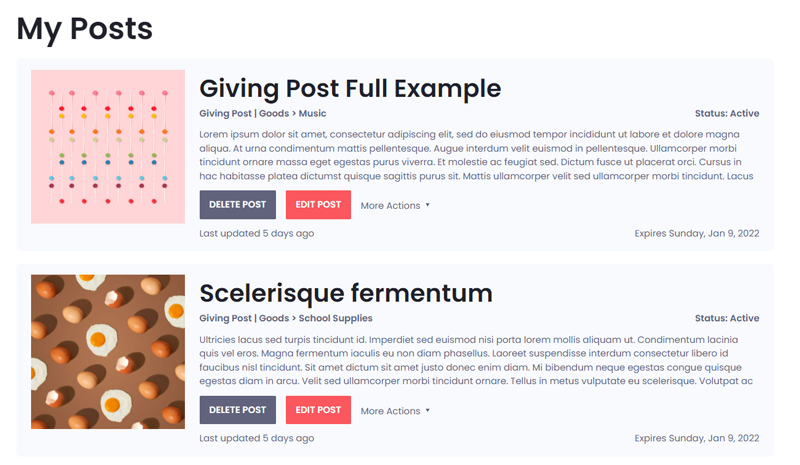 My Posts
Giving Post Full Example
Giving Post | Goods > Music
Status: Active
Lorem ipsum dolor sit amet, consectetur adipiscing elit, sed do eiusmod tempor incididunt ut labore et dolore magna
aliqua. At urna condimentum mattis pellentesque. Augue interdum velit euismod in pellentesque. Ullamcorper morbi
tincidunt ornare massa eget egestas purus viverra. Et molestie ac feugiat sed. Dictum fusce ut placerat orci. Cursus in
hac habitasse platea dictumst quisque sagittis purus sit. Mattis ullamcorper velit sed ullamcorper morbi tincidunt. Lacus
DELETE POST
EDIT POST
More Actions
Last updated 5 days ago
Expires Sunday, Jan 9, 2022
Scelerisque fermentum
Giving Post | Goods > School Supplies
Status: Active
Ultricies lacus sed turpis tincidunt id. Imperdiet sed euismod nisi porta lorem mollis aliquam ut. Condimentum lacinia
quis vel eros. Magna fermentum iaculis eu non diam phasellus. Laoreet suspendisse interdum consectetur libero id
faucibus nisl tincidunt. Sit amet dictum sit amet justo donec enim diam. Mi bibendum neque egestas congue quisque
egestas diam in arcu. Velit sed ullamcorper morbi tincidunt ornare. Tellus in metus vulputate eu scelerisque. Volutpat ac
DELETE POST
EDIT POST
More Actions
Last updated 5 days ago
Expires Sunday, Jan 9, 2022